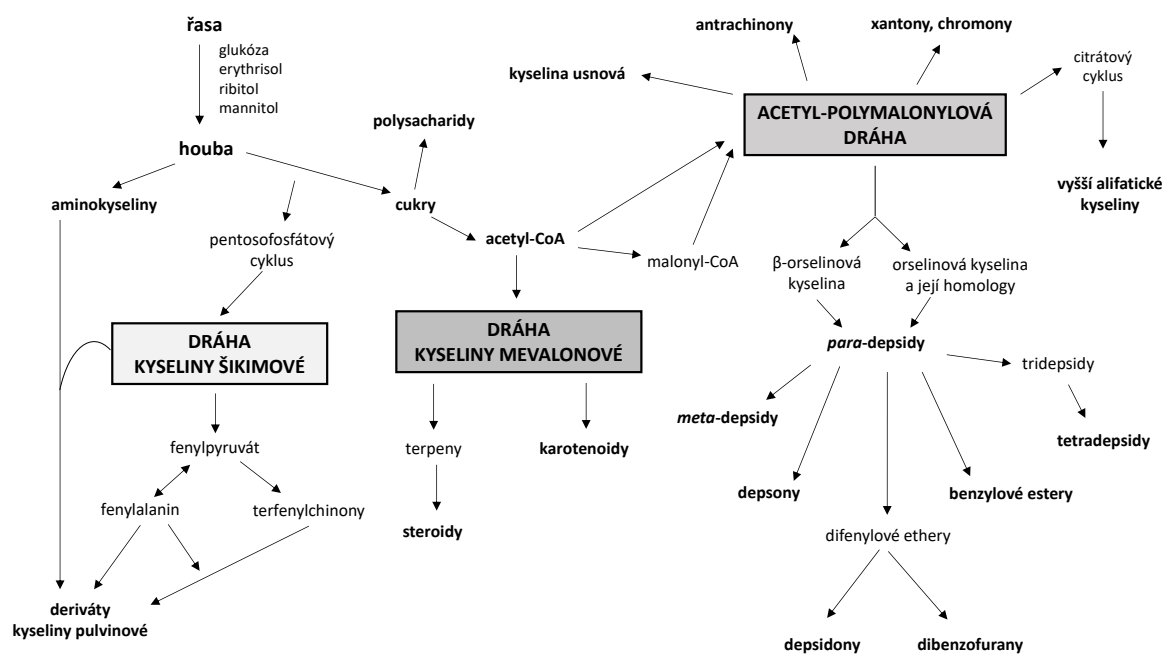 řasa
glukóza
erythrisol
ribitol
mannitol
houba
aminokyseliny
pentosofosfátový
cyklus
DRÁHA
KYSELINY ŠIKIMOVÉ
fenylpyruvát
fenylalanin
terfenylchinony
deriváty
kyseliny pulvinové
polysacharidy
cukry
acetyl-CoA
malonyl-CoA
DRÁHA
KYSELINY MEVALONOVÉ
terpeny
karotenoidy
steroidy
antrachinony
xantony, chromony
kyselina usnová
citrátový
cyklus
ACETYL-POLYMALONYLOVÁ
DRÁHA
vyšší alifatické
kyseliny
β-orselinová
kyselina
orselinová kyselina
a její homology
para-depsidy
tridepsidy
meta-depsidy
tetradepsidy
depsony
benzylové estery
difenylové ethery
depsidony
dibenzofurany